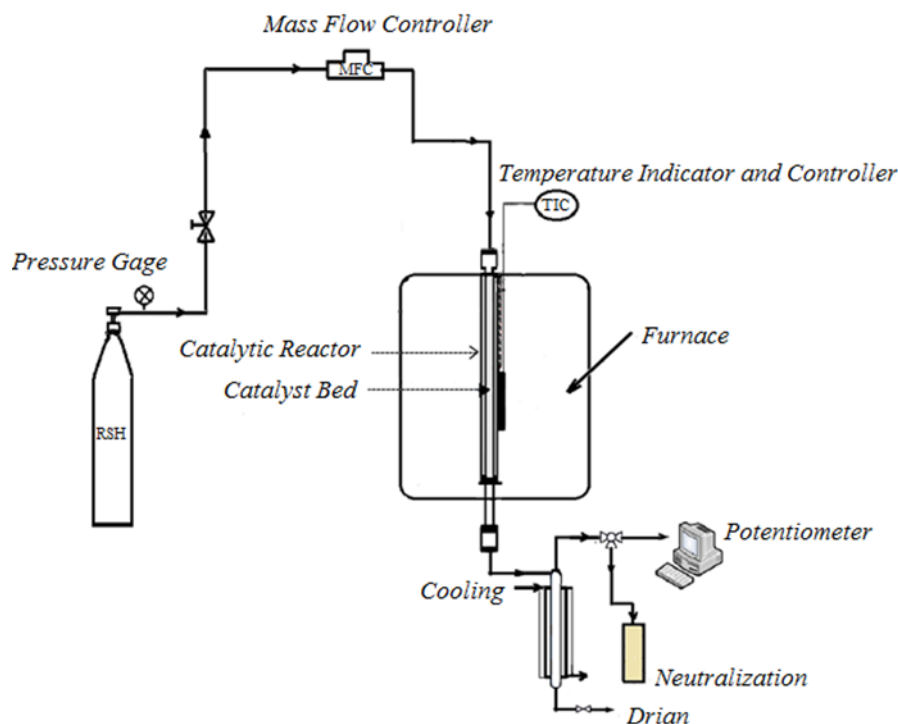 Mass Flow Controller
MFC
Temperature Indicator and Controller
TIC
Pressure Gage
Furnace
Catalytic Reactor
Catalyst Bed
RSH
Potentiometer
Cooling
Neutralization
Drian